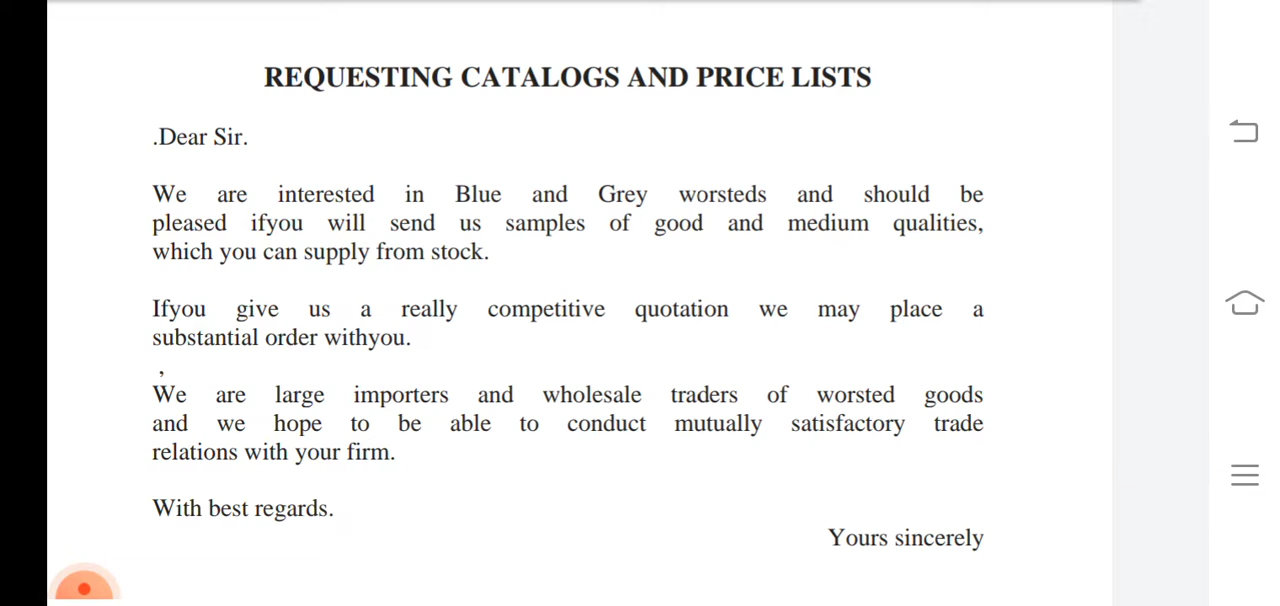 REQUESTING CATALOGS AND PRICE LISTS
.Dear Sir.
We are interested in Blue and Grey worsteds and should be
pleased ifyou will send us samples of good and medium qualities,
which you can supply from stock.
Ifyou give us a really competitive quotation we may place a
substantial order withyou.
,
We are large importers and wholesale traders of worsted goods
and we hope to be able to conduct mutually satisfactory trade
relations with your firm.
With best regards.
Yours sincerely